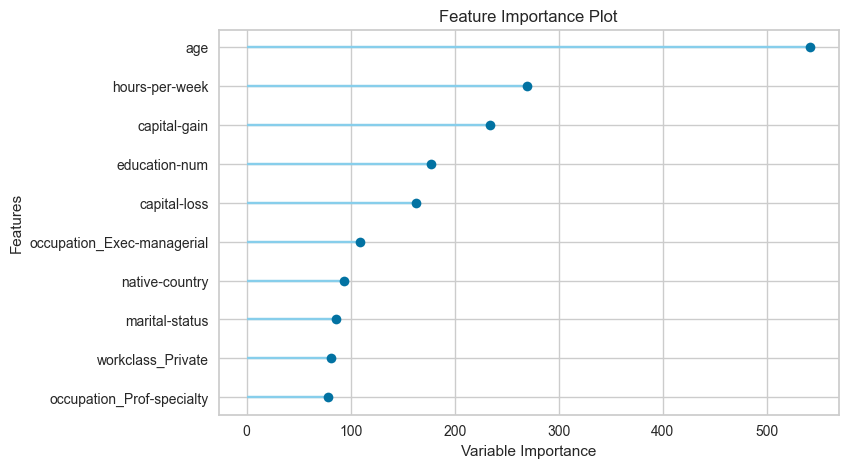 Feature Importance Plot
Features
age
hours-per-week
capital-gain
education-num
capital-loss
occupation_Exec-managerial
native-country
marital-status
workclass_Private
occupation_Prof-specialty
0 100 200 300 400 500
Variable Importance